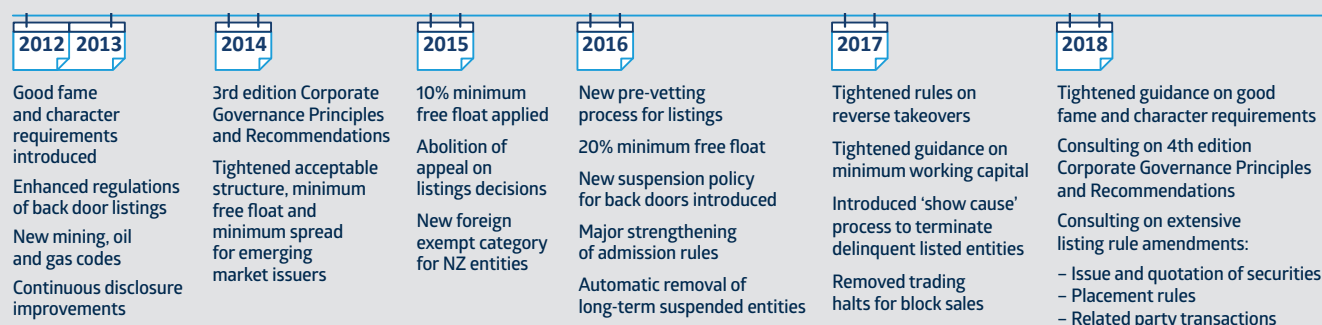 2012 2013
Good fame
and character
requirements
introduced
Enhanced regulations
of back door listings
New mining, oil
and gas codes
Continuous disclosure
improvements
2014
3rd edition Corporate
Governance Principles
and Recommendations
Tightened acceptable
structure, minimum
free float and
minimum spread
for emerging
market issuers
2015
10% minimum
free float applied
Abolition of
appeal on
listings decisions
New foreign
exempt category
for NZ entities
2016
New pre-vetting
process for listings
20% minimum free float
New suspension policy
for back doors introduced
Major strengthening
of admission rules
Automatic removal of
long-term suspended entities
2017
Tightened rules on
reverse takeovers
Tightened guidance on
minimum working capital
Introduced ‘show cause’
process to terminate
delinquent listed entities
Removed trading
halts for block sales
2018
Tightened guidance on good
fame and character requirements
Consulting on 4th edition
Corporate Governance Principles
and Recommendations
Consulting on extensive
listing rule amendments:
– Issue and quotation of securities
– Placement rules
– Related party transactions